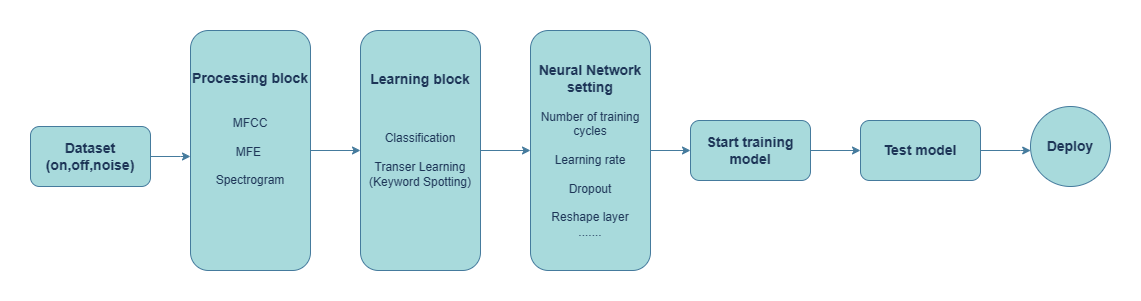 Dataset
(on,off,noise)
Processing block
MFCC
MFE
Spectrogram
Learning block
Classification
Transer Learning
(Keyword Spotting)
Neural Network
setting
Number of training
cycles
Learning rate
Dropout
Reshape layer
.......
Start training
model
Test model
Deploy